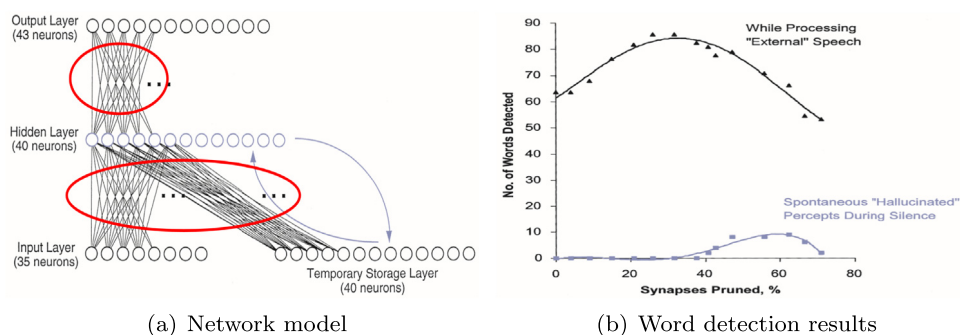 Output Layer
(43 neurons)
Hidden Layer
(40 neurons)
Input Layer
(35 neurons)
Temporary Storage Layer
(40 neurons)
(a) Network model
No. of Words Detected
90
80
70
60
50
40
30
20
10
0
0
20
40
60
80
Synapses Pruned, %
While Processing
"External" Speech
Spontaneous "Hallucinated"
Percepts During Silence
(b) Word detection results